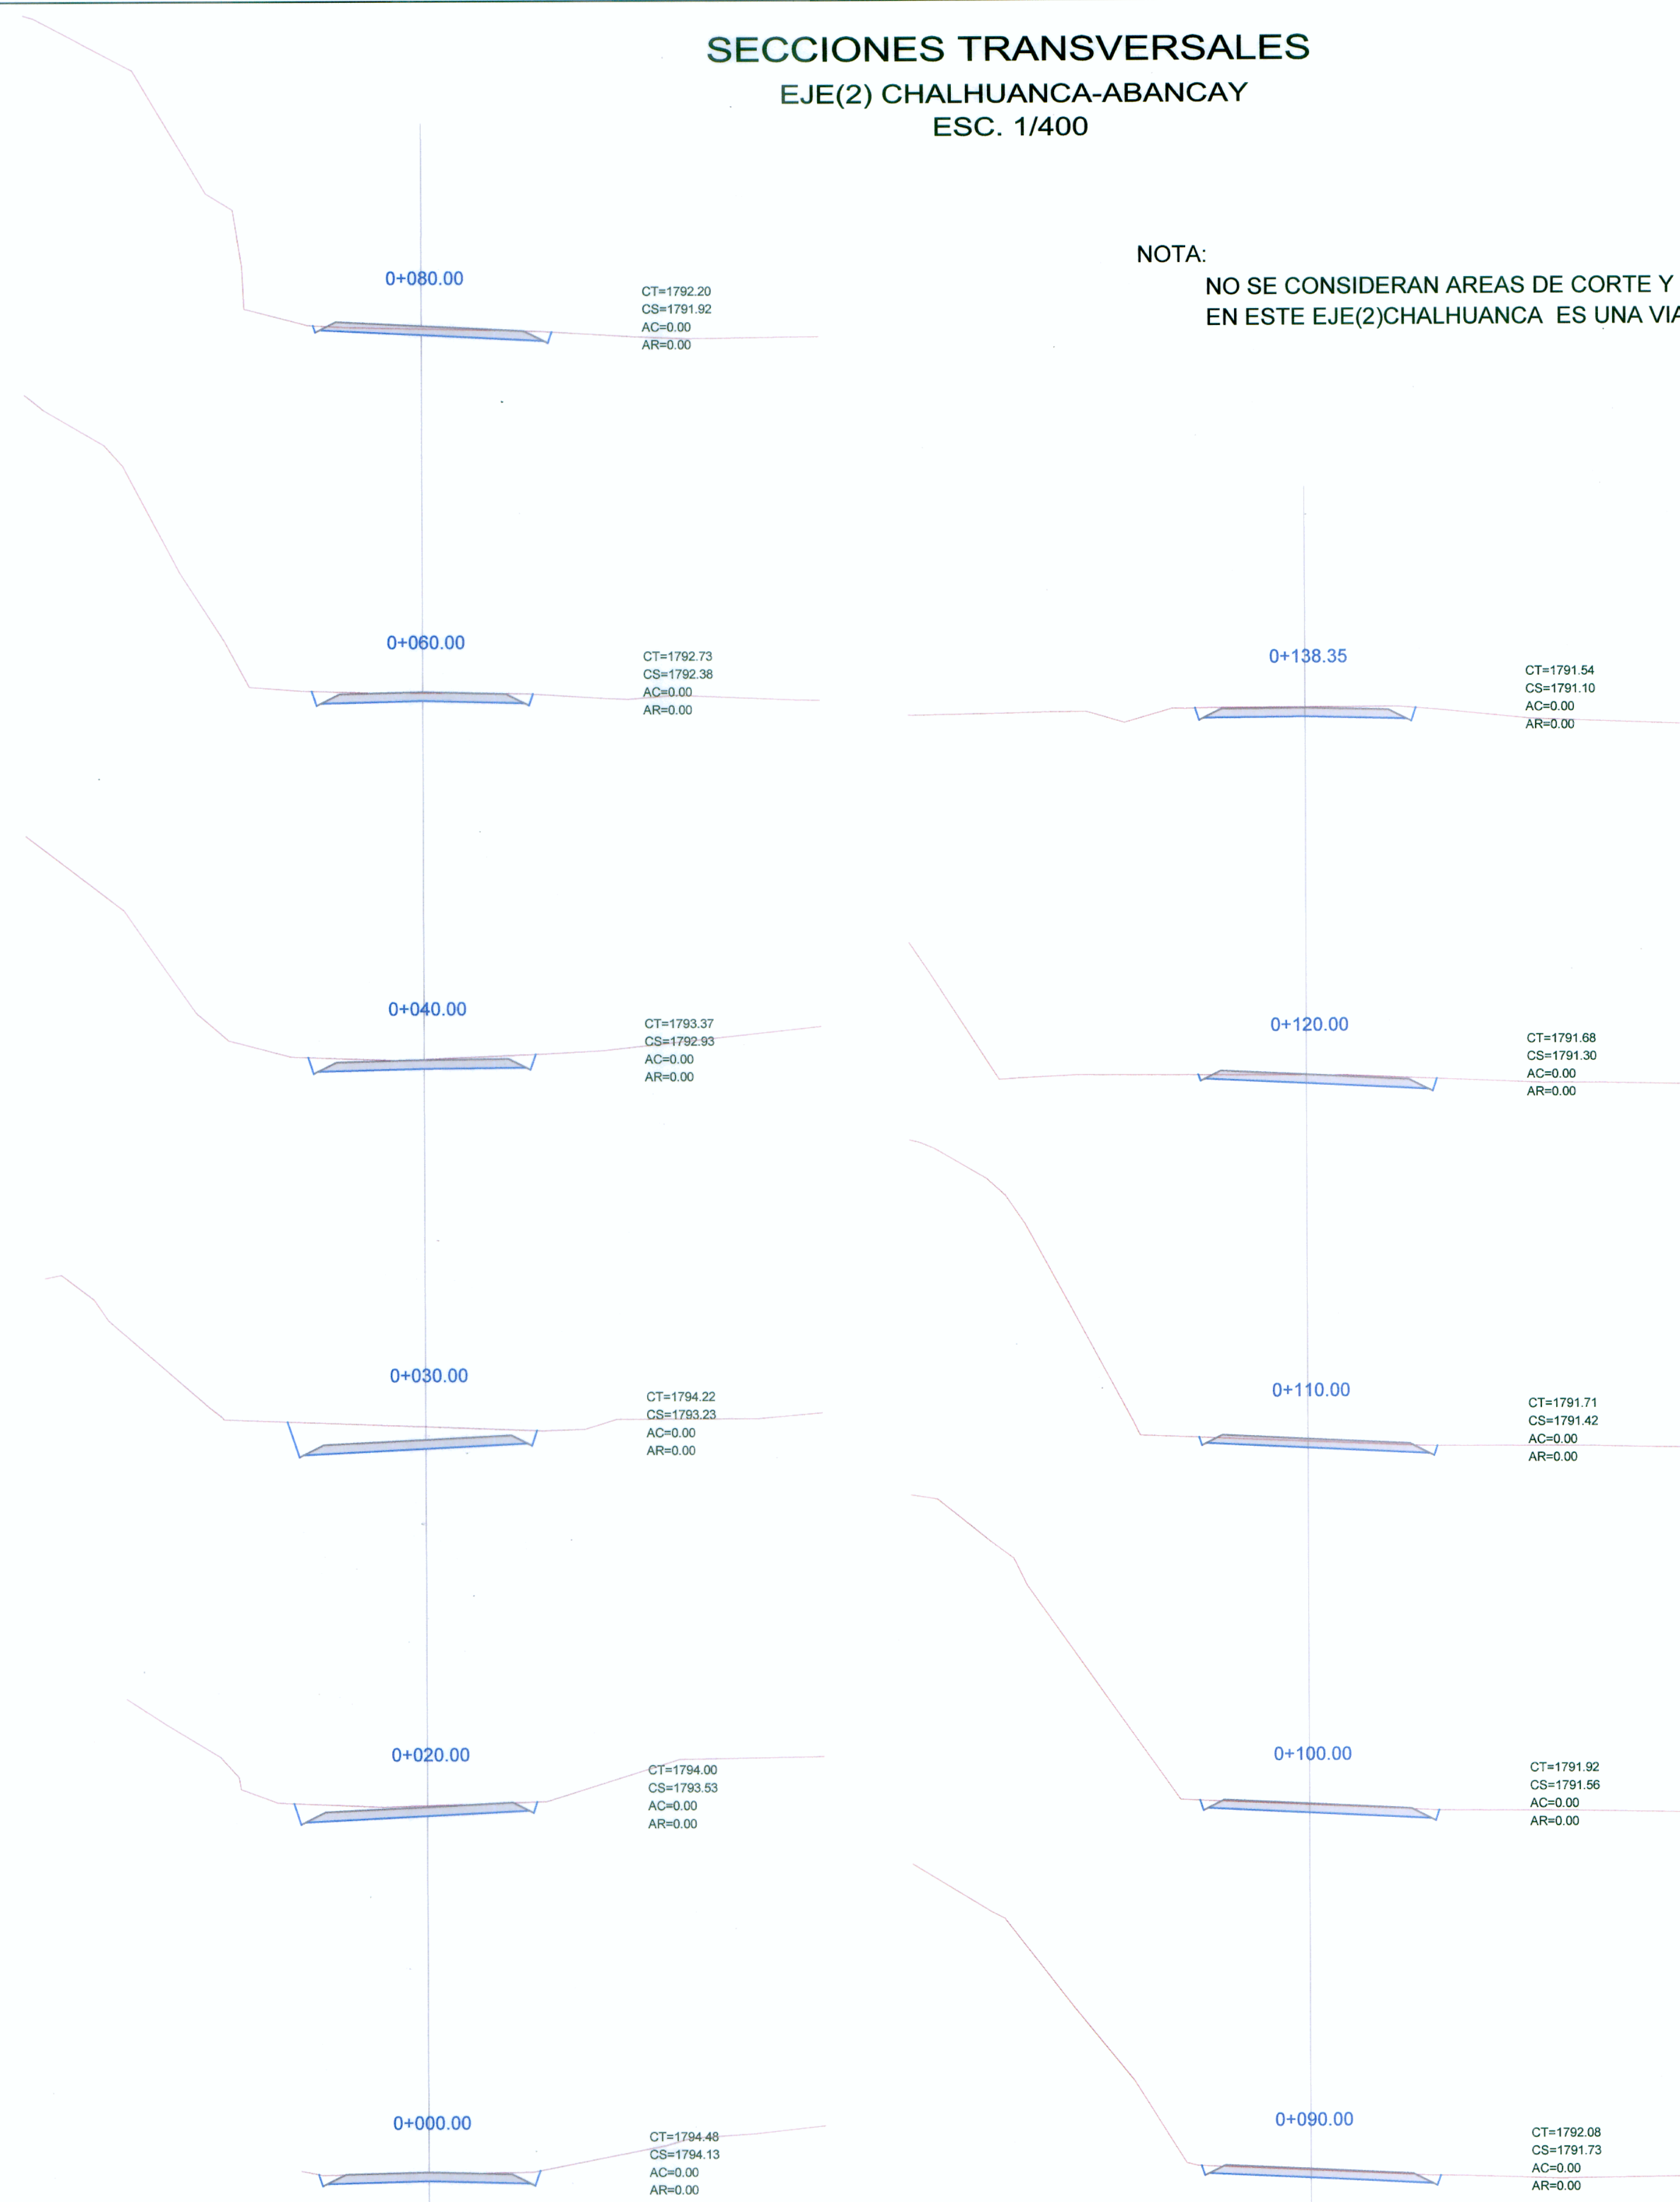 SECCIONES TRANSVERSALES
EJE(2) CHALHUANCA-ABANCAY
ESC. 1/400
NOTA:
NO SE CONSIDERAN AREAS DE CORTE Y
EN ESTE EJE(2)CHALHUANCA ES UNA VIA
0+080.00
CT=1792.20
CS=1791.92
AC=0.00
AR=0.00
0+060.00
CT=1792.73
CS=1792.38
AC=0.00
AR=0.00
0+040.00
CT=1793.37
CS=1792.93
AC=0.00
AR=0.00
0+030.00
CT=1794.22
CS=1793.23
AC=0.00
AR=0.00
0+020.00
CT=1794.00
CS=1793.53
AC=0.00
AR=0.00
0+000.00
CT=1794.48
CS=1794.13
AC=0.00
AR=0.00
0+138.35
CT=1791.54
CS=1791.10
AC=0.00
AR=0.00
0+120.00
CT=1791.68
CS=1791.30
AC=0.00
AR=0.00
0+110.00
CT=1791.71
CS=1791.42
AC=0.00
AR=0.00
0+100.00
CT=1791.92
CS=1791.56
AC=0.00
AR=0.00
0+090.00
CT=1792.08
CS=1791.73
AC=0.00
AR=0.00